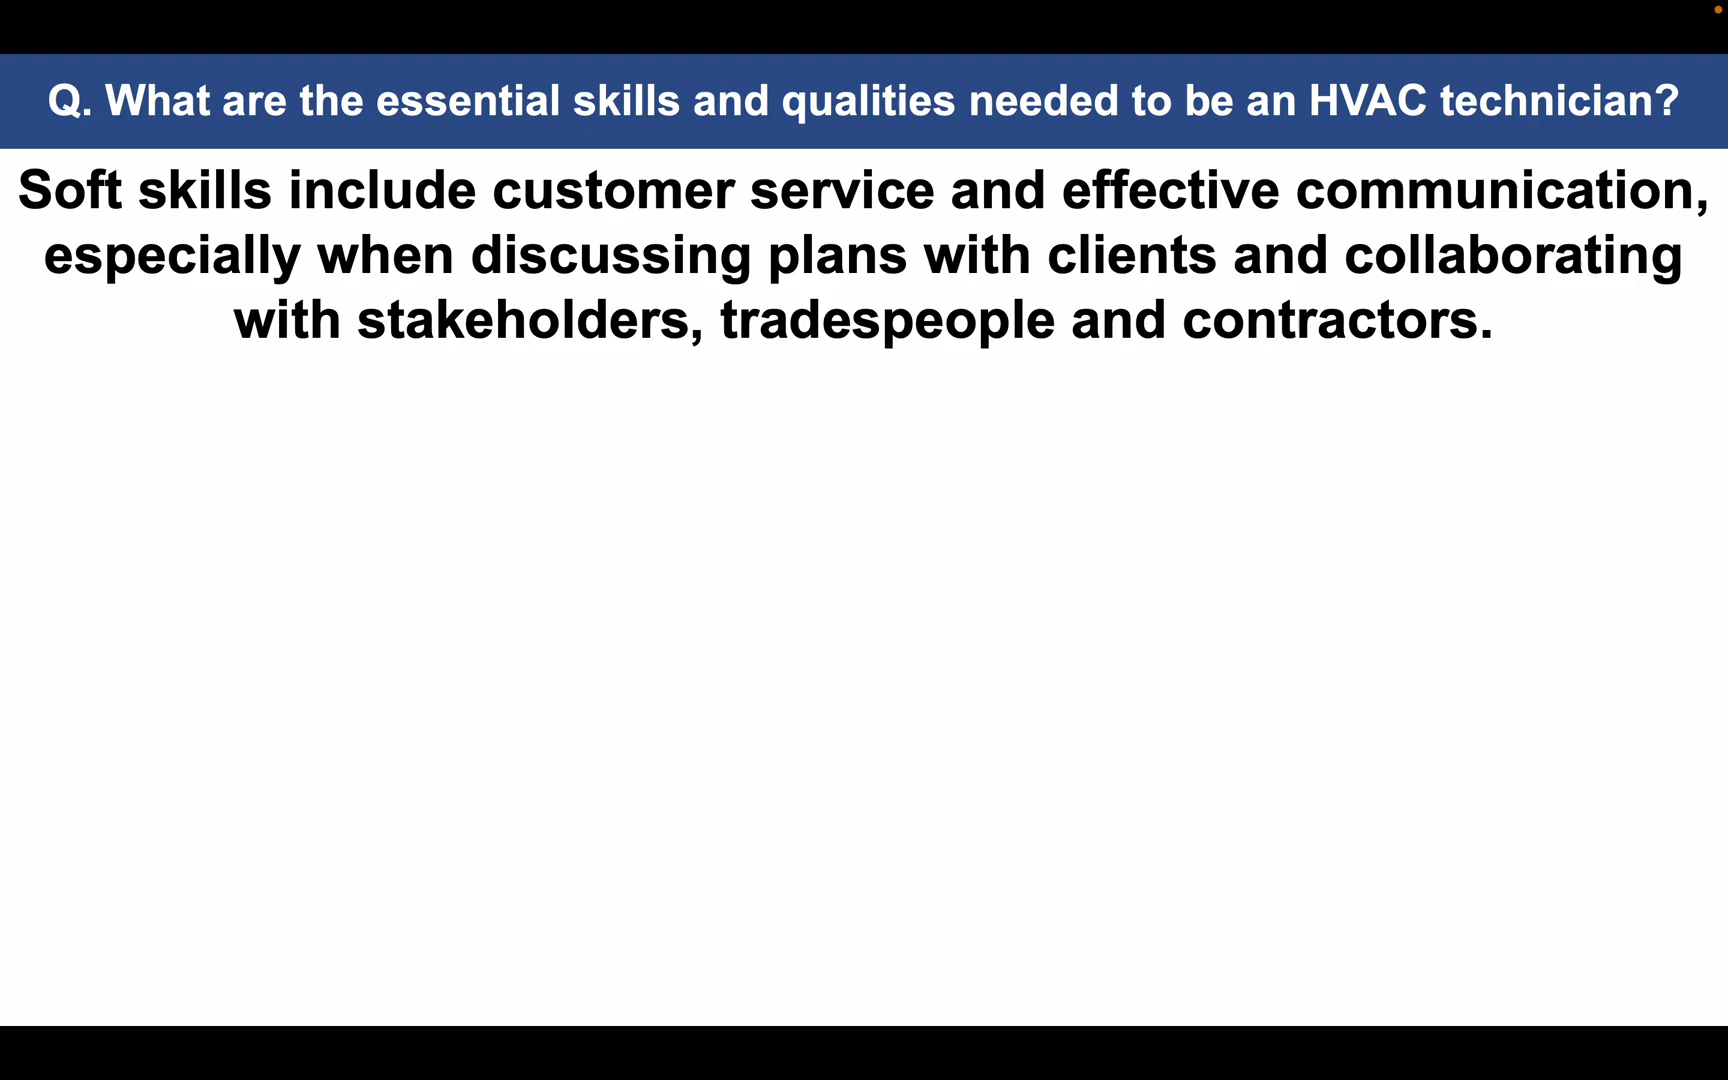 Q. What are the essential skills and qualities needed to be an HVAC technician?
Soft skills include customer service and effective communication,
especially when discussing plans with clients and collaborating
with stakeholders, tradespeople and contractors.